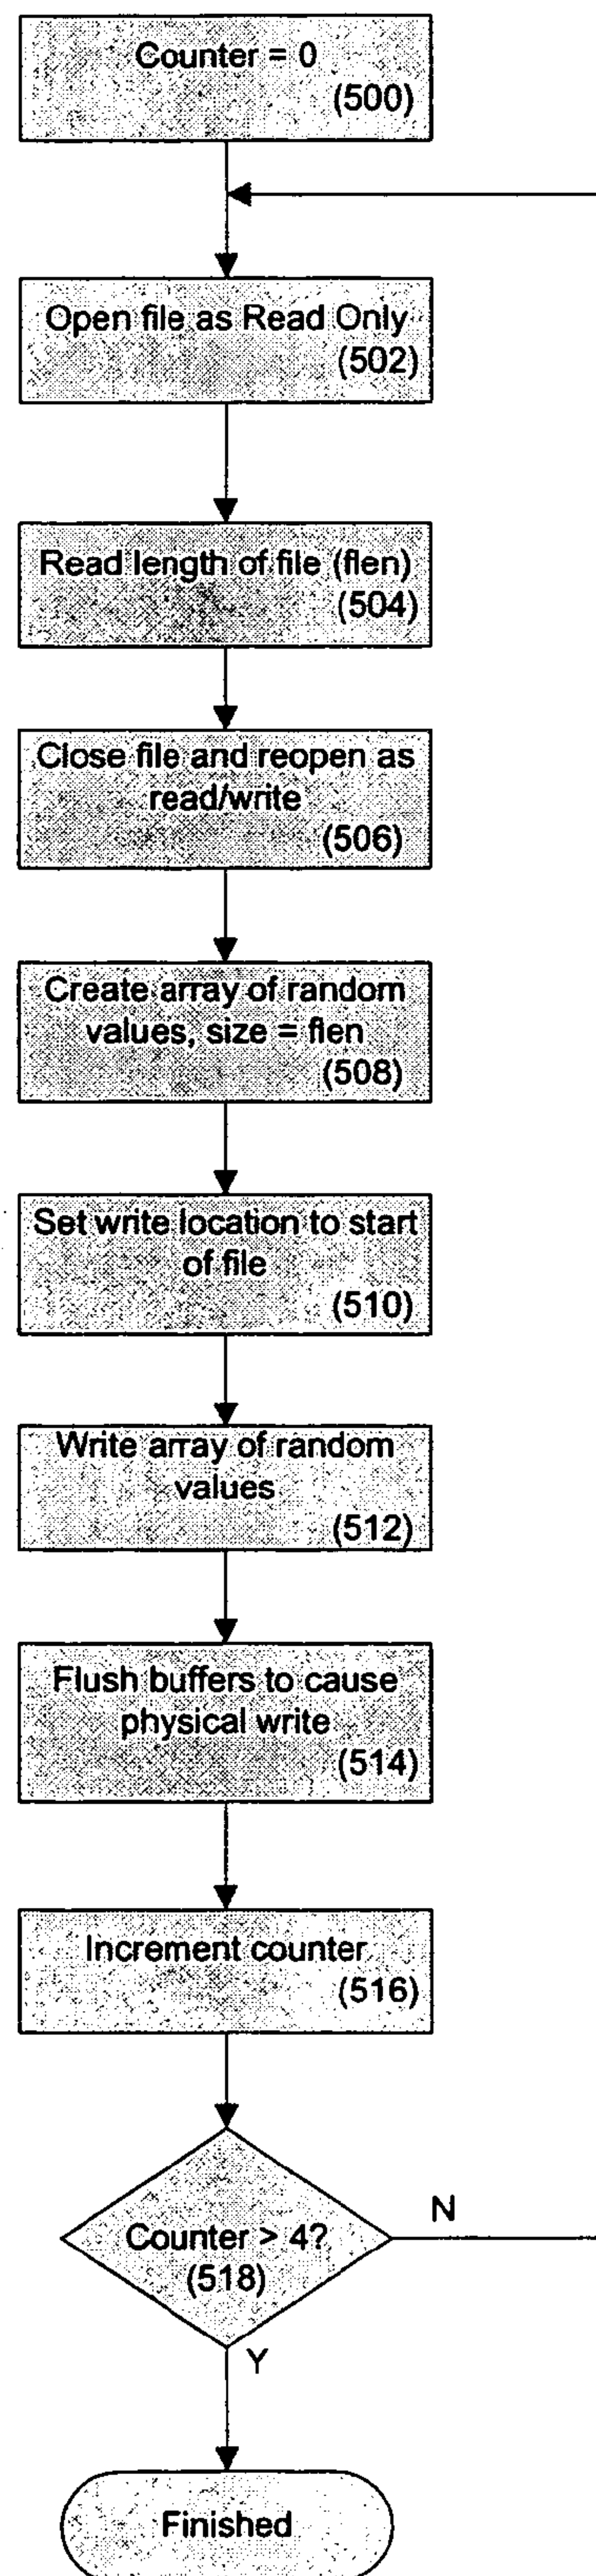 Counter = 0
(500)
Open file as Read Only
(502)
Read length of file (flen)
(504)
Close file and reopen as
read/write
(506)
Create array of random
values, size = flen
(508)
Set write location to start
of file
(510)
Write array of random
values
(512)
Flush buffers to cause
physical write
(514)
Increment counter
(516)
N
Counter > 4?
(518)
Y
Finished